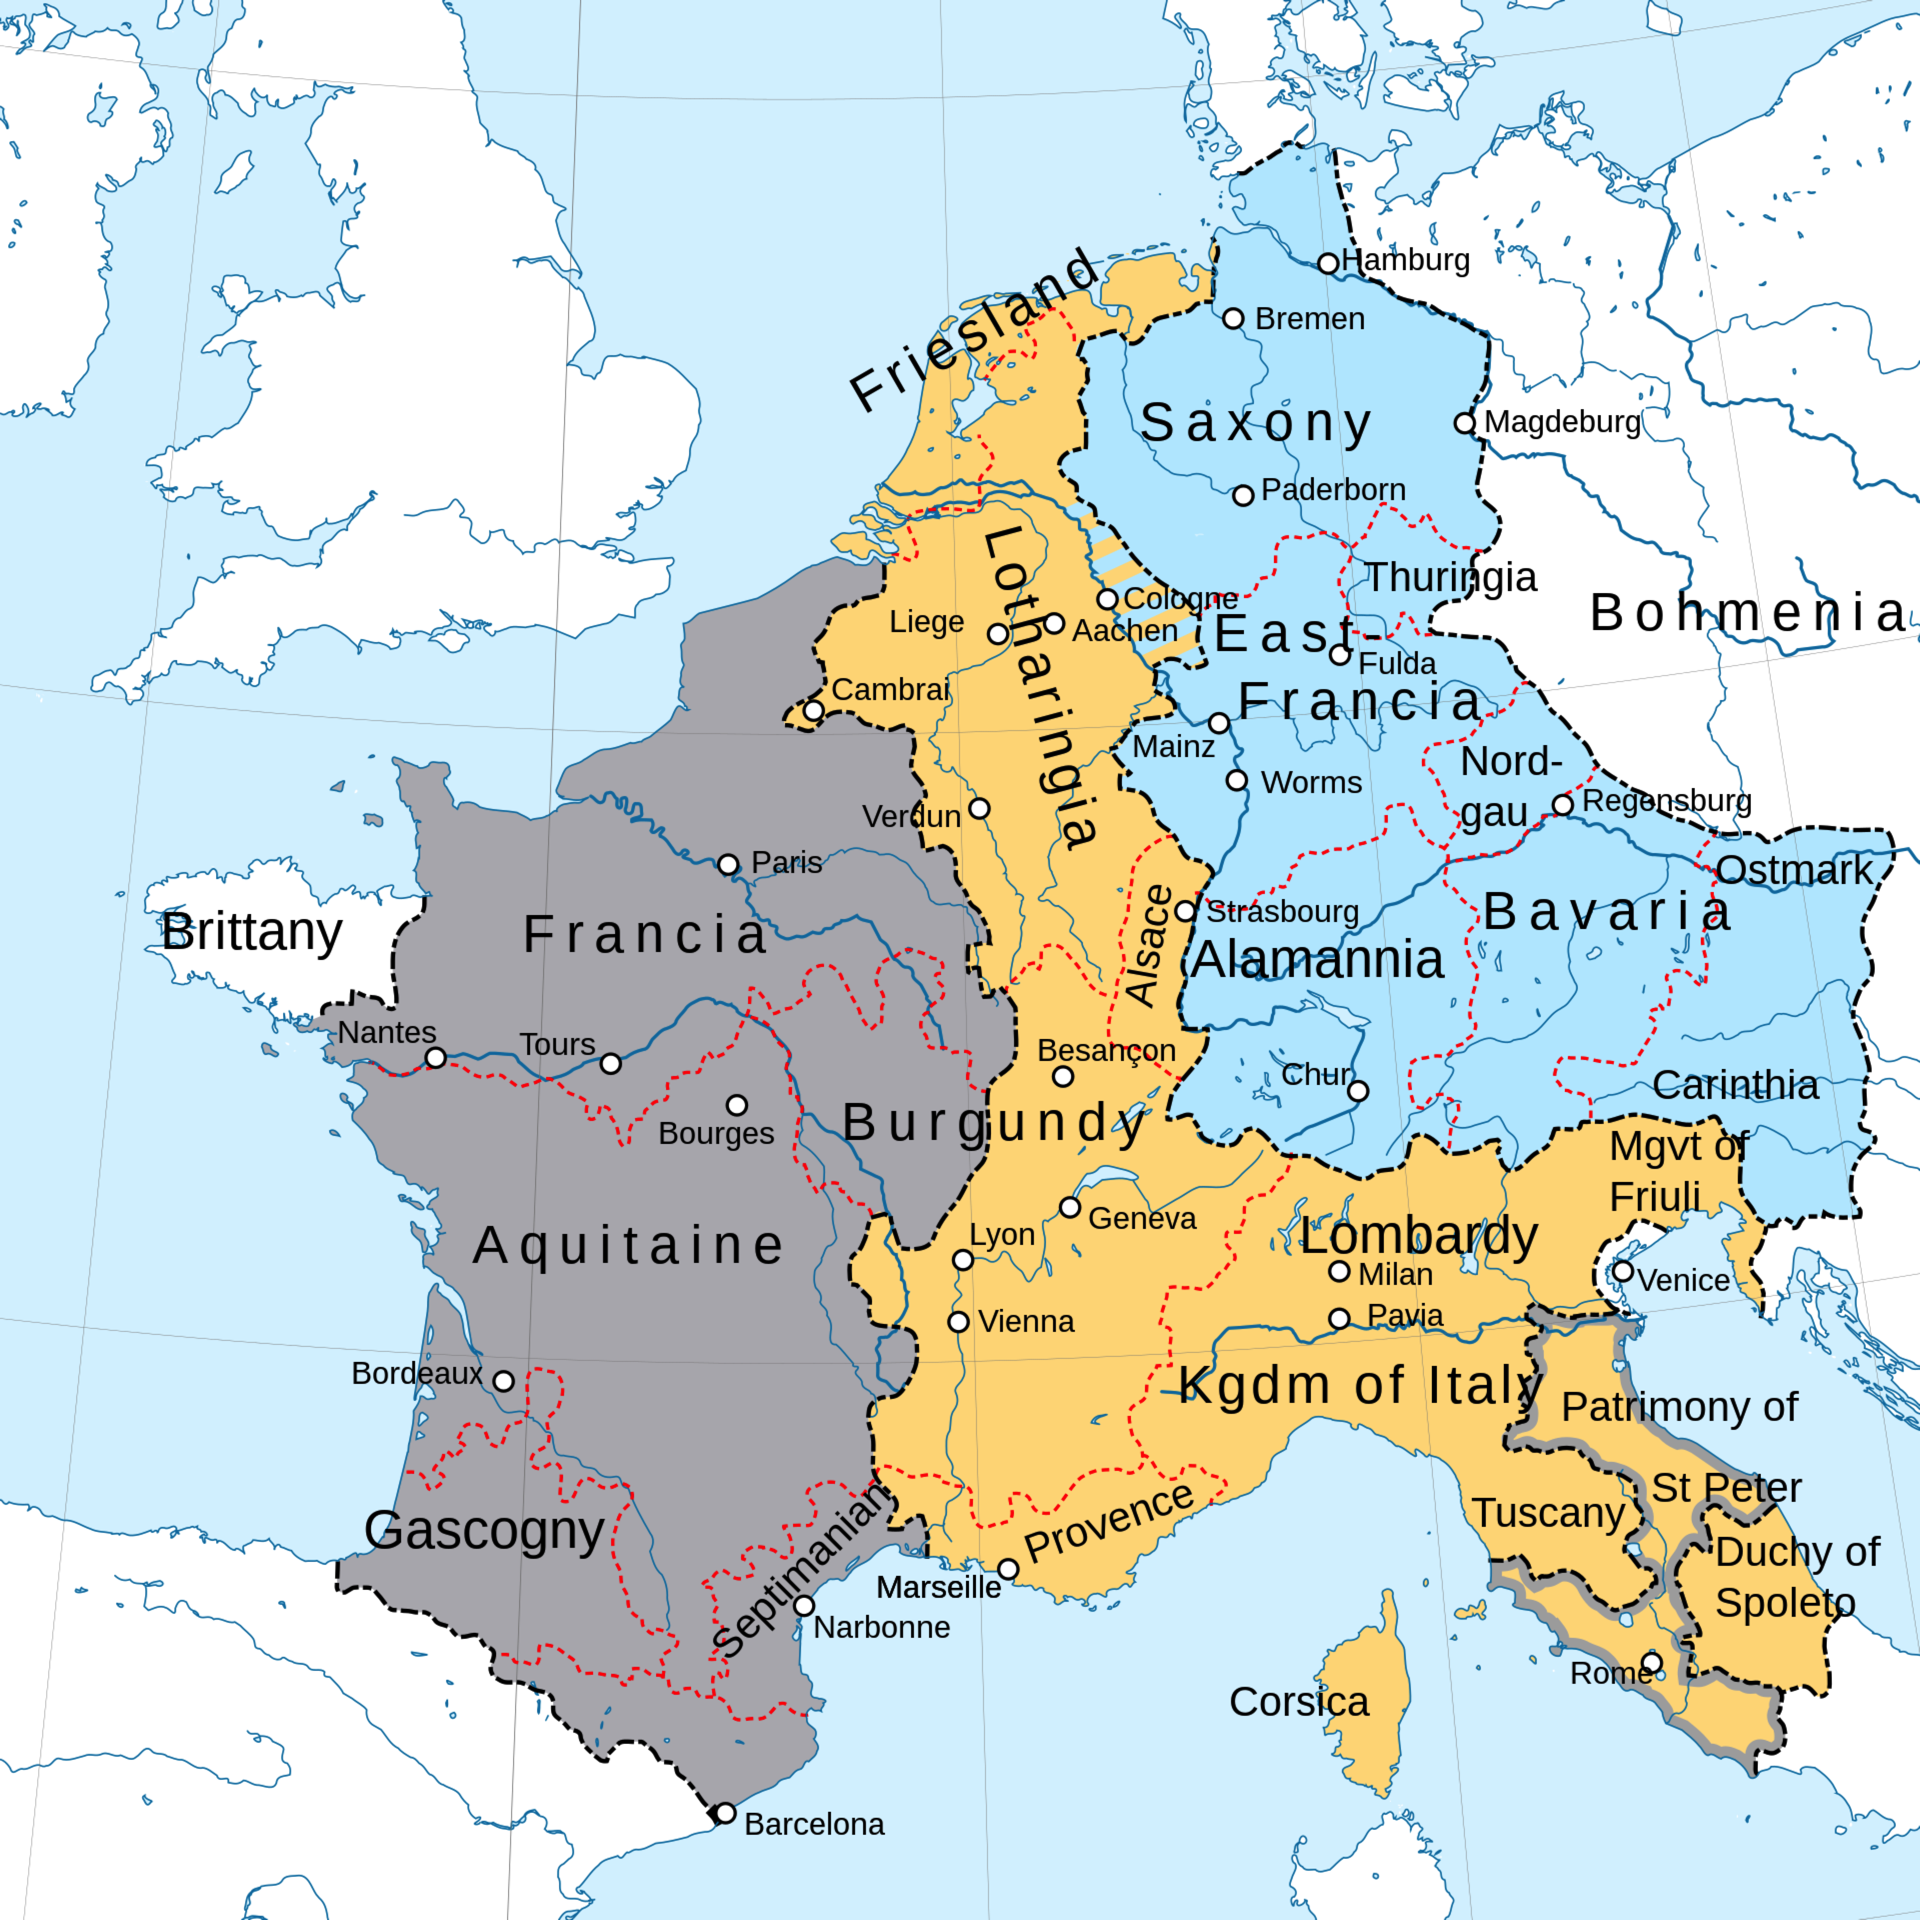 Friesland
Hamburg
Bremen
Saxony
Magdeburg
Paderborn
Lotharingia
Thuringia
Bohmenia
Cologne
Liege
Aachen
East-
Francia
Fulda
Cambrai
Mainz
Nord-
gau
Worms
Regensburg
Verdun
Paris
Ostmark
Brittany
Francia
Alsace
Strasbourg
Bavaria
Alamannia
Nantes
Tours
Besançon
Chur
Carinthia
Bourges
Burgundy
Mgvt of
Friuli
Geneva
Lyon
Aquitaine
Lombardy
Milan
Venice
Vienna
Pavia
Bordeaux
Kgdm of Italy
Patrimony of
St Peter
Gascogny
Septimanian
Provence
Tuscany
Duchy of
Spoleto
Marseille
Narbonne
Rome
Corsica
Barcelona